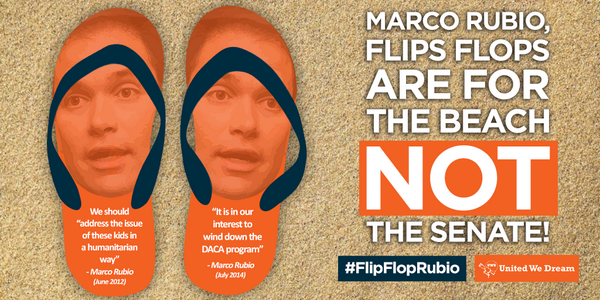 We should
"address the issue
of these kids in
a humanitarian
way"
- Marco Rubio
(June 2012)
"It is in our
interest to
wind down the
DACA program"
- Marco Rubio
(July 2014)
MARCO RUBIO,
FLIPS FLOPS
ARE FOR
THE BEACH
NOT
THE SENATE!
#FlipFlopRubio
United We Dream